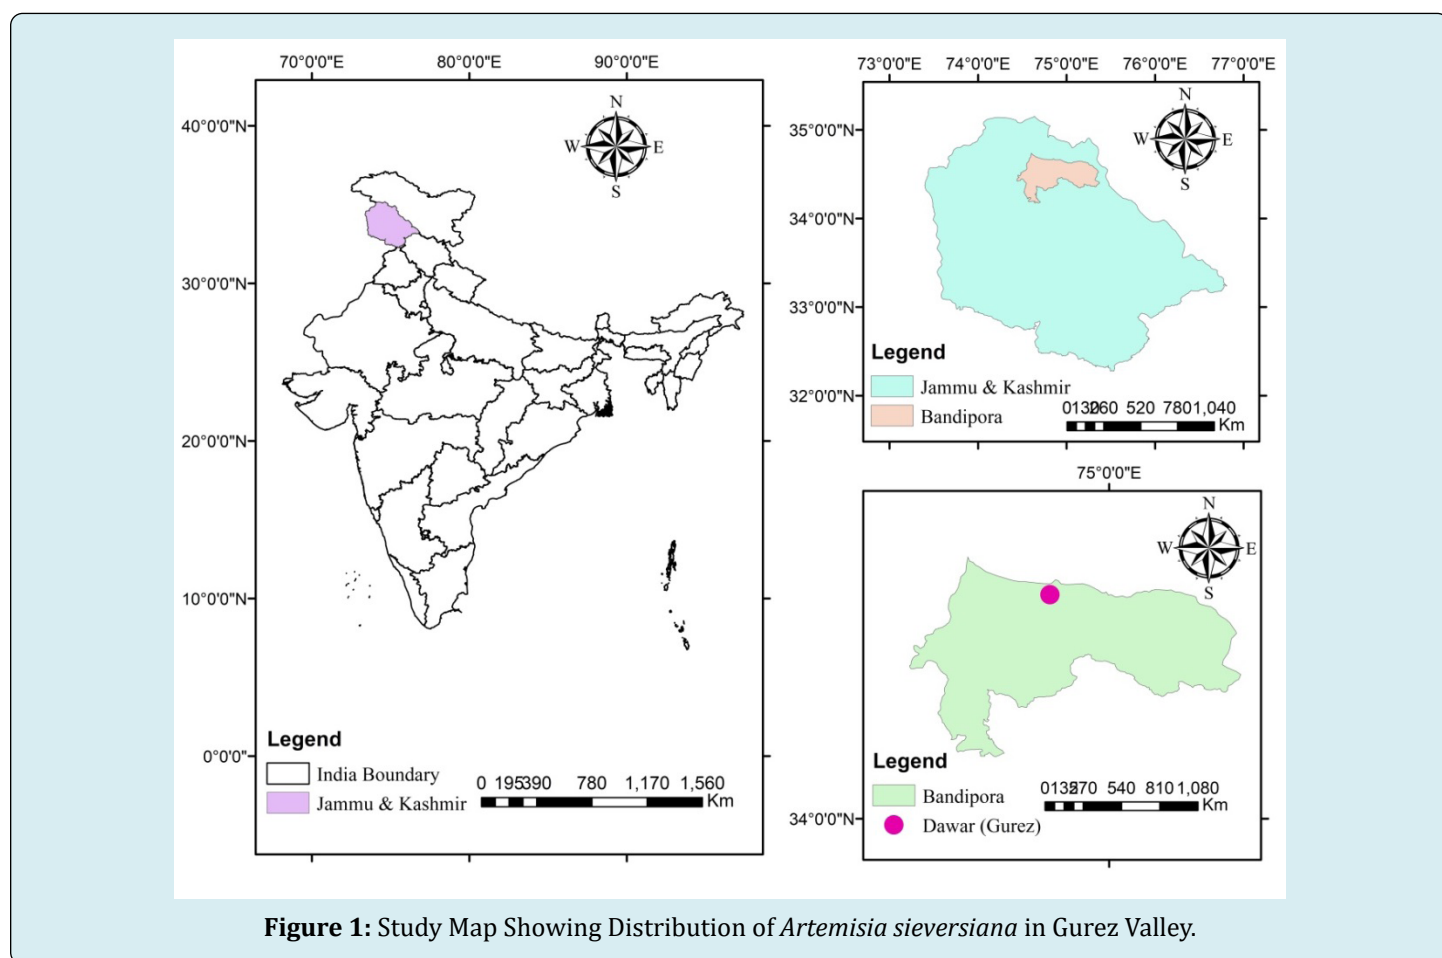 70°0'0"E 80°0'0"E 90°0'0"E
40°0'0"N
30°0'0"N
20°0'0"N
10°0'0"N
0°0'0"
N
W E
S
Legend
India Boundary
Jammu & Kashmir
0 195390 780 1,170 1,560
Km
73°0'0"E 74°0'0"E 75°0'0"E 76°0'0"E 77°0'0"E
35°0'0"N
34°0'0"N
33°0'0"N
32°0'0"N
N
W E
S
Legend
Jammu & Kashmir
Bandipora
520 780 1,040
Km
75°0'0"E
N
W E
S
34°0'0"N
Legend
Bandipora
Dawar (Gurez)
540 810 1,080
Km
Figure 1: Study Map Showing Distribution of Artemisia sieversiana in Gurez Valley.